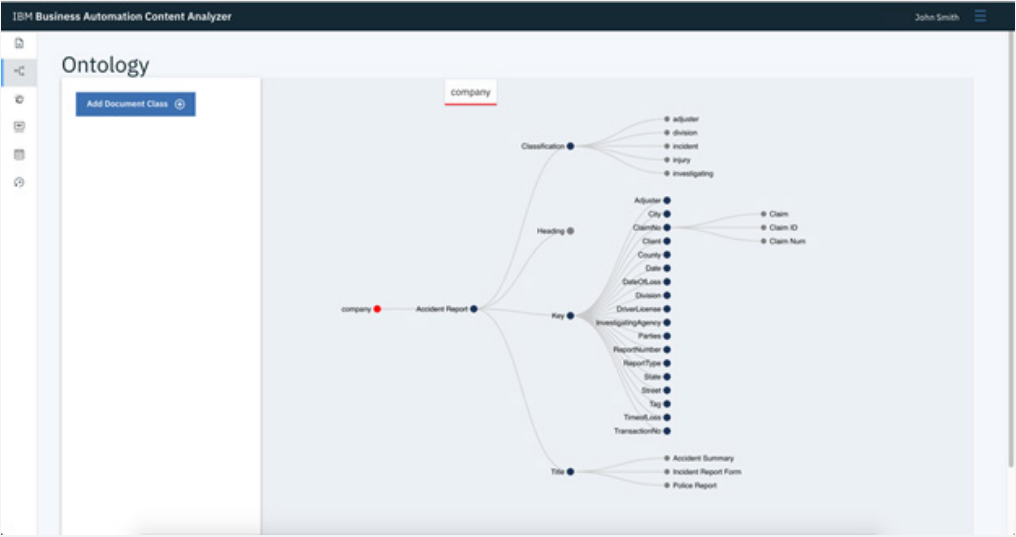 IBM Business Automation Content Analyzer
John Smith
Ontology
Add Document Class
company
adjuster
division
Classification
incident
injury
investigating
Adjuster
City
Claim
Heading
ClaimNo
Claim ID
Client
Claim Num
County
Date
DateOfLoss
Division
company
Accident Report
DriverLicense
Key
InvestigatingAgency
Parties
ReportNumber
ReportType
State
Street
Tag
TimeofLoss
TransactionNo
Accident Summary
Title
Incident Report Form
Police Report